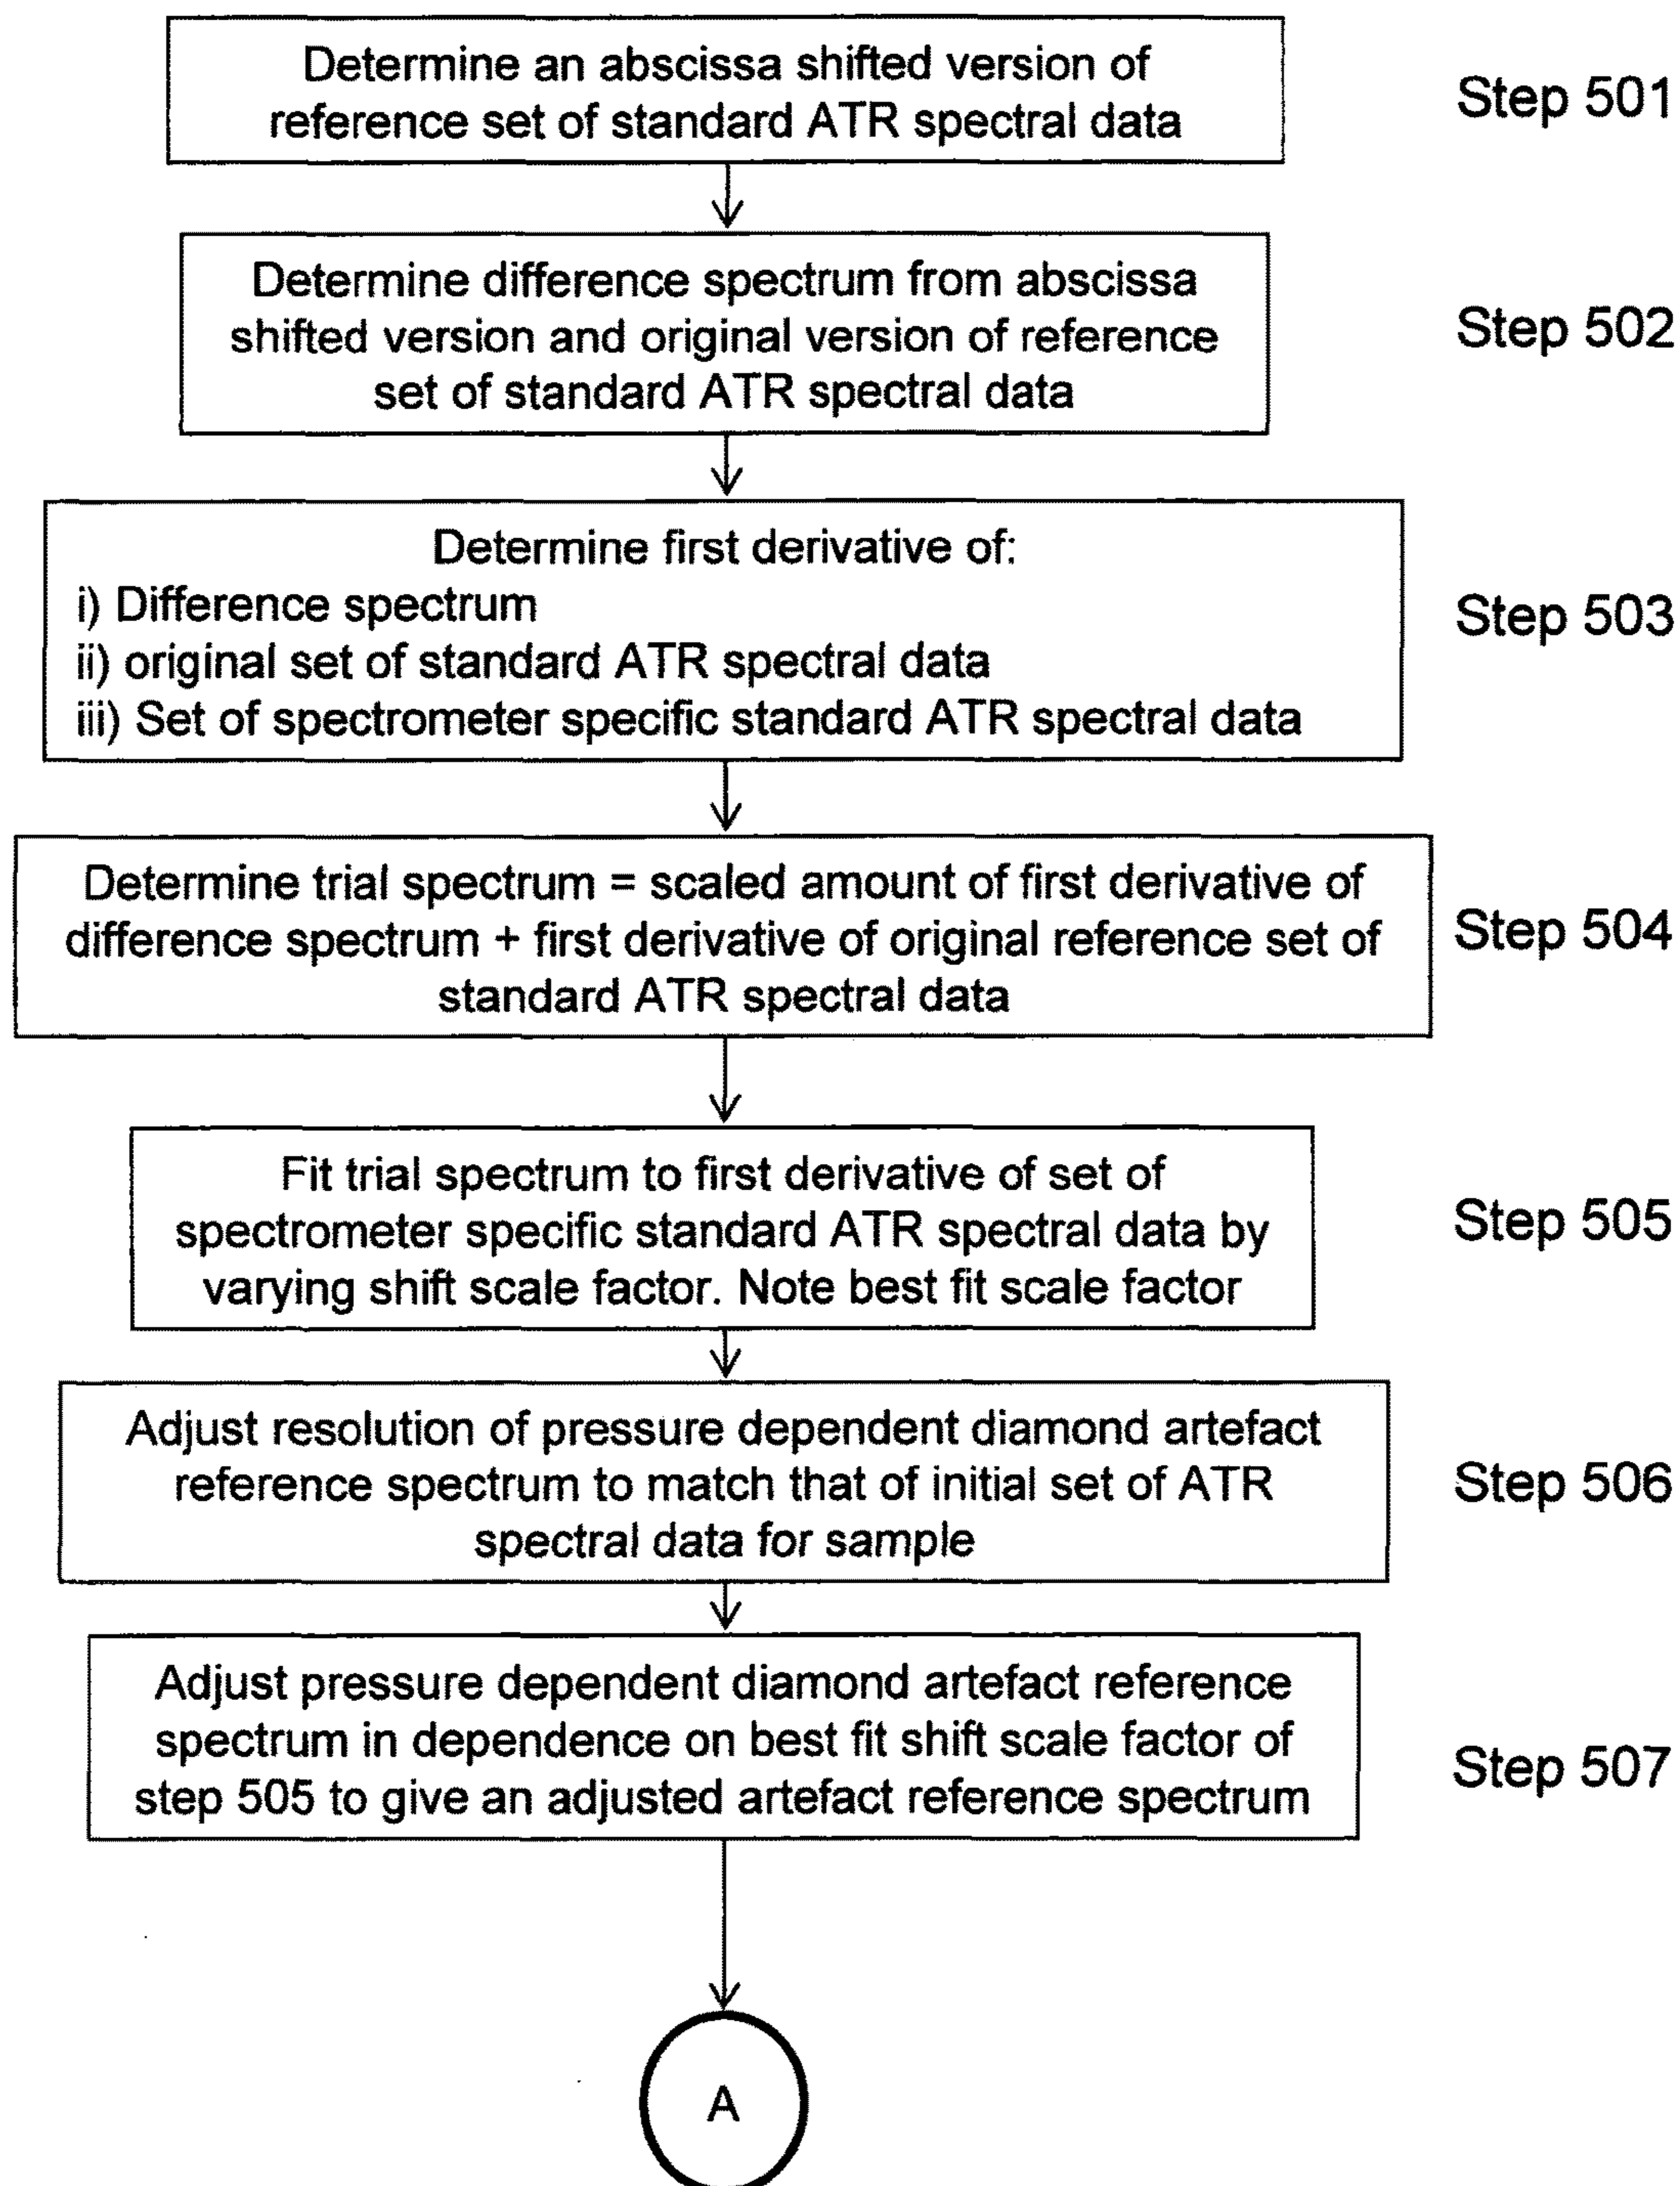 Determine an abscissa shifted version of
reference set of standard ATR spectral data
Step 501
Determine difference spectrum from abscissa
shifted version and original version of reference
set of standard ATR spectral data
Step 502
Determine first derivative of:
i) Difference spectrum
ii) original set of standard ATR spectral data
iii) Set of spectrometer specific standard ATR spectral data
Step 503
Determine trial spectrum = scaled amount of first derivative of
difference spectrum + first derivative of original reference set of
standard ATR spectral data
Step 504
Fit trial spectrum to first derivative of set of
spectrometer specific standard ATR spectral data by
varying shift scale factor. Note best fit scale factor
Step 505
Adjust resolution of pressure dependent diamond artefact
reference spectrum to match that of initial set of ATR
spectral data for sample
Step 506
Adjust pressure dependent diamond artefact reference
spectrum in dependence on best fit shift scale factor of
step 505 to give an adjusted artefact reference spectrum
Step 507
A